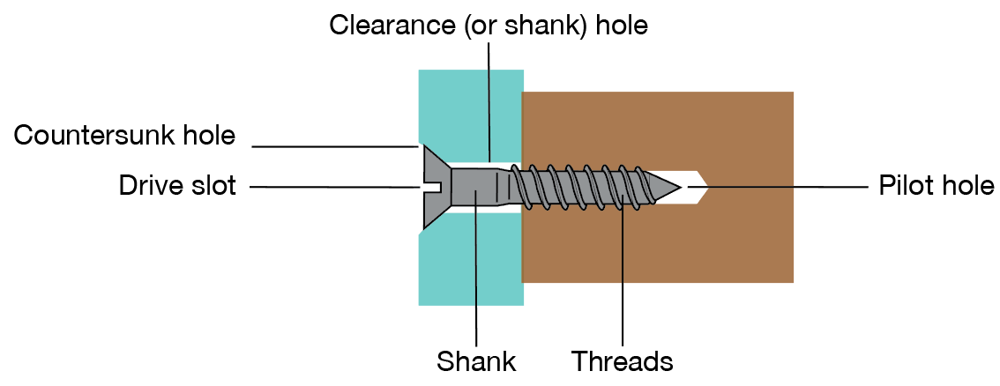 Clearance (or shank) hole
Countersunk hole
Drive slot
Pilot hole
Shank
Threads